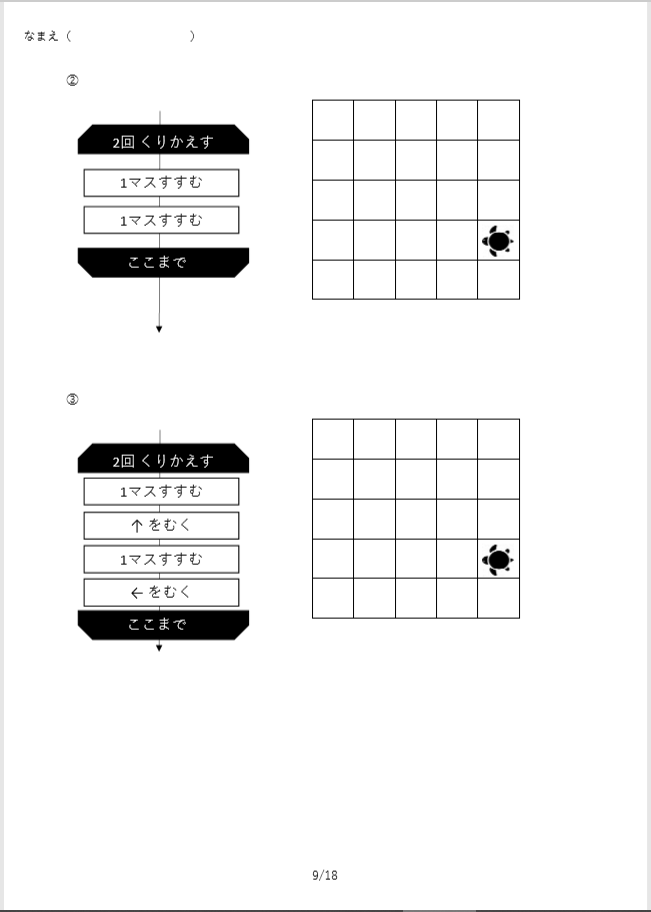 なまえ（　　　　　　　　　　）
②
2回 くりかえす
1マスすすむ
1マスすすむ
ここまで
③
2回 くりかえす
1マスすすむ
↑ をむく
1マスすすむ
← をむく
ここまで
9/18